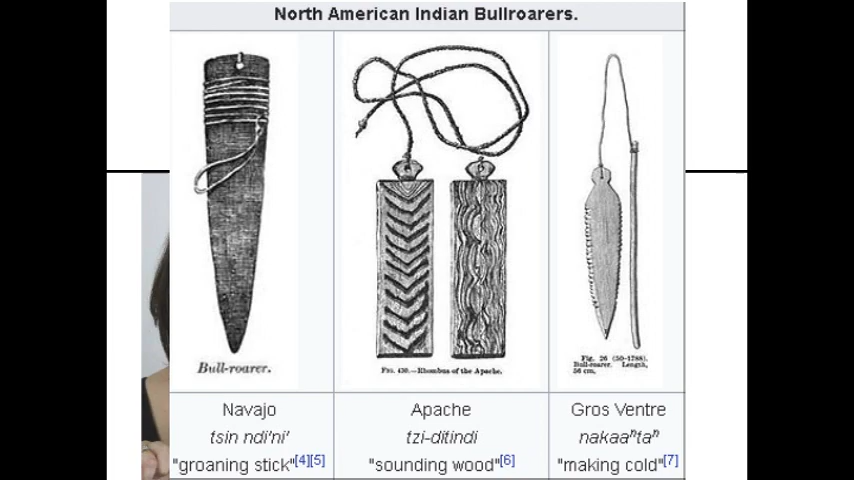 North American Indian Bullroarers.
Bull-roarer.
FIG. 430.—Rhombus of the Apache.
Fig. 26 (50-1788).
Bull-roarer. Length,
56 cm.
Navajo
tsin ndi'ni'
"groaning stick"[4][5]
Apache
tzi-ditindi
"sounding wood"[6]
Gros Ventre
nakaaⁿtaⁿ
"making cold"[7]